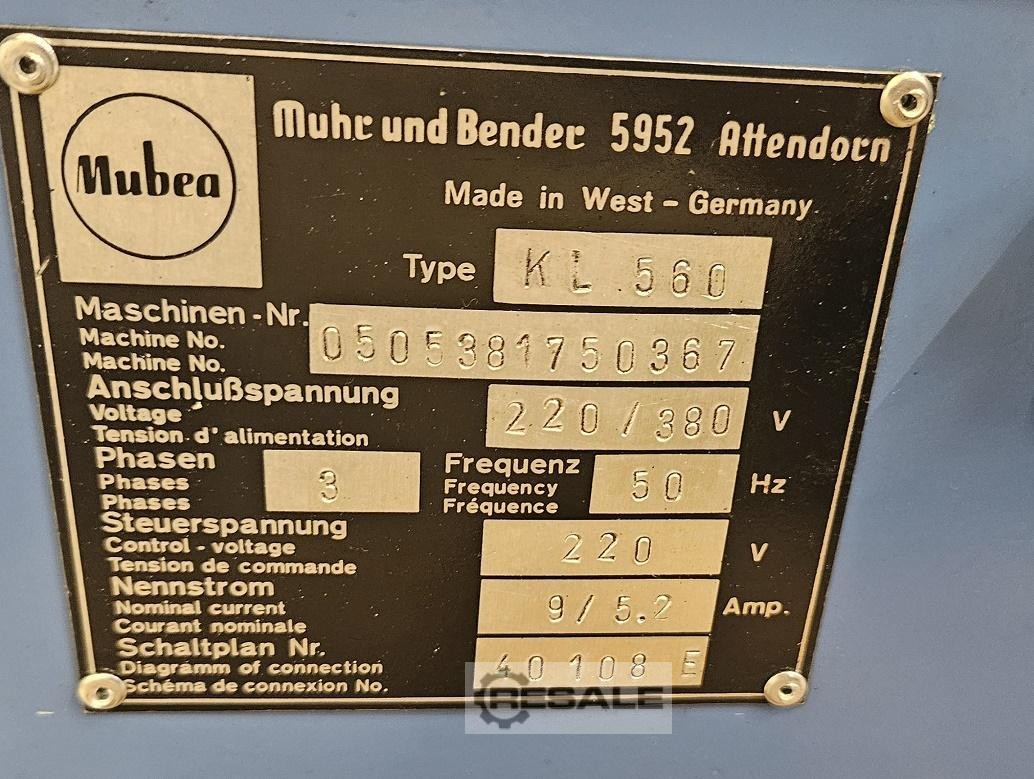 Mubea
Muhr und Bender 5952 Attendorn
Made in West - Germany
Type KL 560
Maschinen - Nr. 0505381750367
Machine No.
Machine No.
Anschlußspannung 220/380 V
Voltage
Tension d'alimentation
Phasen 3 Frequenz 50 Hz
Phases Frequency
Phases Fréquence
Steuerspannung 220 V
Control - voltage
Tension de commande
Nennstrom 9/5.2 Amp.
Nominal current
Courant nominale
Schaltplan Nr. 40108 E
Diagramm of connection
Schéma de connexion No.
RESALE